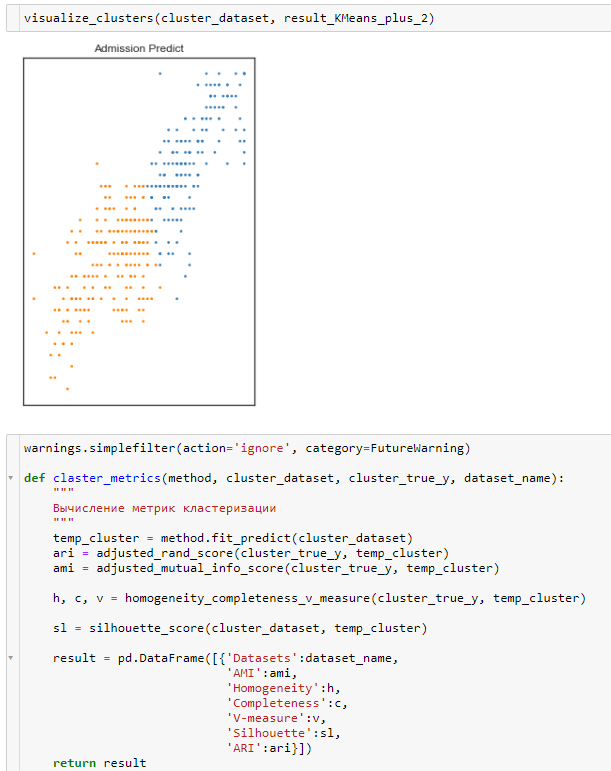 visualize_clusters(cluster_dataset, result_KMeans_plus_2)
Admission Predict
warnings.simplefilter(action='ignore', category=FutureWarning)
def claster_metrics(method, cluster_dataset, cluster_true_y, dataset_name):
    """
    Вычисление метрик кластеризации
    """
    temp_cluster = method.fit_predict(cluster_dataset)
    ari = adjusted_rand_score(cluster_true_y, temp_cluster)
    ami = adjusted_mutual_info_score(cluster_true_y, temp_cluster)
    h, c, v = homogeneity_completeness_v_measure(cluster_true_y, temp_cluster)
    sl = silhouette_score(cluster_dataset, temp_cluster)
    result = pd.DataFrame([{'Datasets':dataset_name,
                           'AMI':ami,
                           'Homogeneity':h,
                           'Completeness':c,
                           'V-measure':v,
                           'Silhouette':sl,
                           'ARI':ari}])
    return result